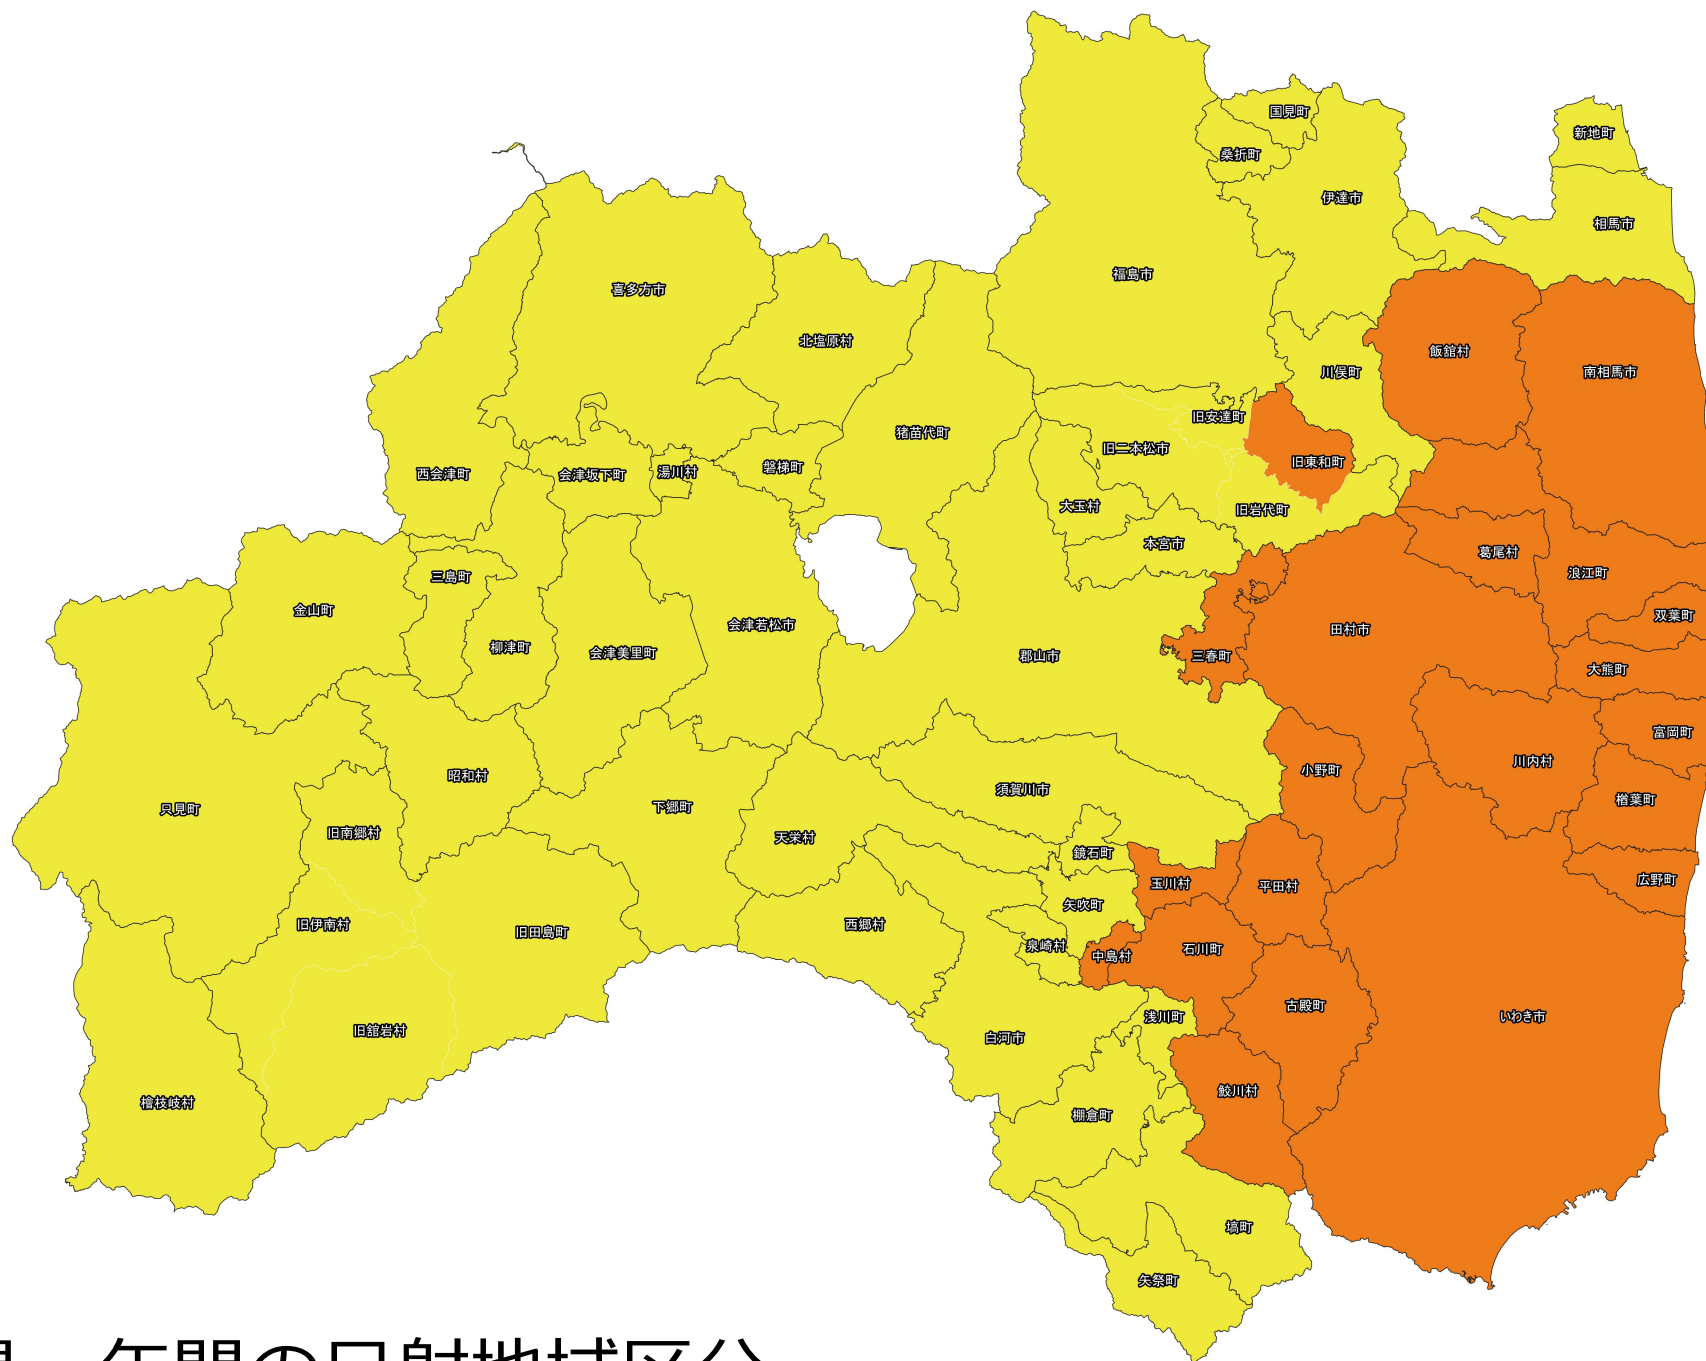 国見町
新地町
桑折町
伊達市
相馬市
福島市
喜多方市
北塩原村
飯舘村
川俣町
南相馬市
旧安達町
猪苗代町
旧二本松市
旧東和町
西会津町
会津坂下町
湯川村
磐梯町
大玉村
旧岩代町
本宮市
葛尾村
浪江町
三島町
金山町
双葉町
会津若松市
田村市
柳津町
会津美里町
郡山市
三春町
大熊町
富岡町
川内村
小野町
昭和村
須賀川市
楢葉町
只見町
下郷町
旧南郷村
天栄村
鏡石町
玉川村
平田村
広野町
矢吹町
旧伊南村
旧田島町
西郷村
泉崎村
中島村
石川町
古殿町
いわき市
浅川町
旧舘岩村
白河市
鮫川村
檜枝岐村
棚倉町
塙町
矢祭町
年間の日射地域区分